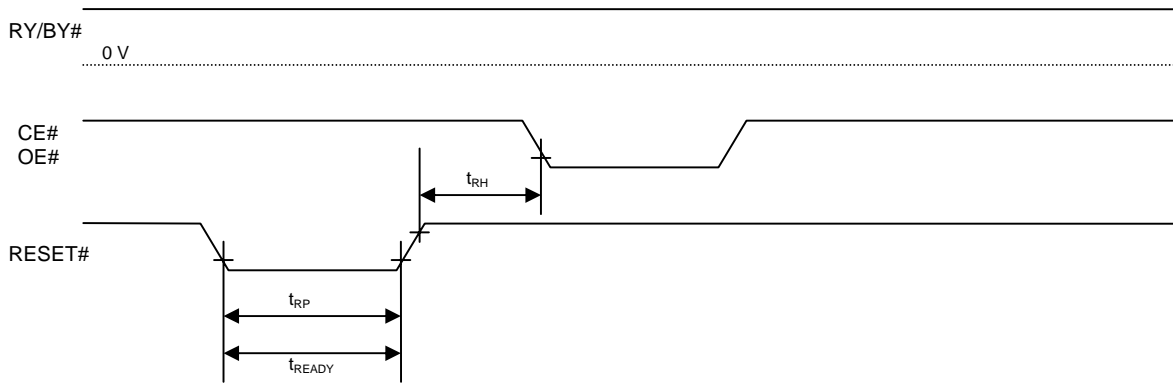 RY/BY#
0 V
CE#
OE#
tRH
RESET#
tRP
tREADY